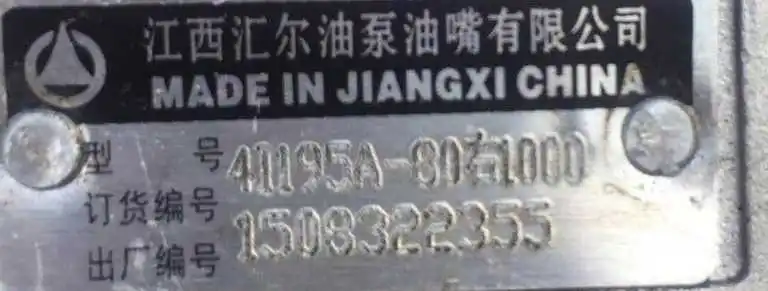 江西汇尔油泵油嘴有限公司
MADE IN JIANGXI CHINA
型 号 4I195A-80右1000
订货编号 1508322355
出厂编号